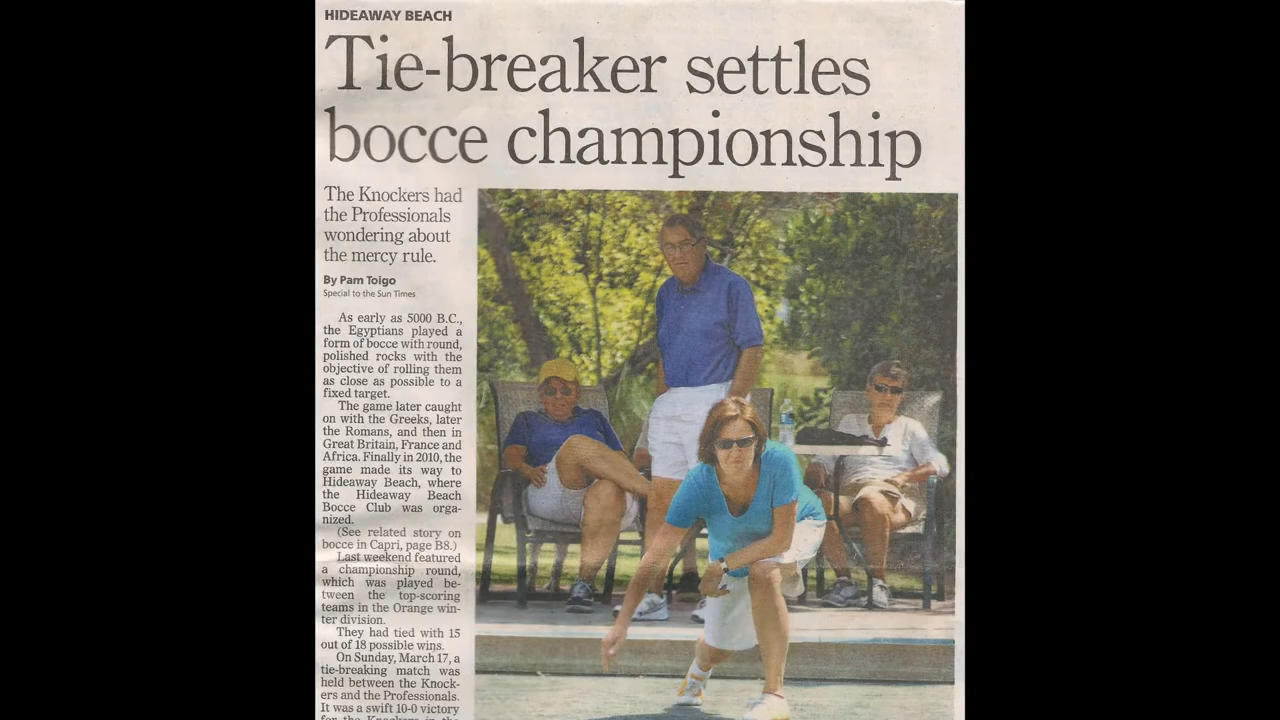 HIDEAWAY BEACH
Tie-breaker settles
bocce championship
The Knockers had
the Professionals
wondering about
the mercy rule.
By Pam Toigo
Special to the Sun Times
As early as 5000 B.C.,
the Egyptians played a
form of bocce with round,
polished rocks with the
objective of rolling them
as close as possible to a
fixed target.
The game later caught
on with the Greeks, later
the Romans, and then in
Great Britain, France and
Africa. Finally in 2010, the
game made its way to
Hideaway Beach, where
the Hideaway Beach
Bocce Club was orga-
nized.
(See related story on
bocce in Capri, page B8.)
Last weekend featured
a championship round,
which was played be-
tween the top-scoring
teams in the Orange win-
ter division.
They had tied with 15
out of 18 possible wins.
On Sunday, March 17, a
tie-breaking match was
held between the Knock-
ers and the Professionals.
It was a swift 10-0 victory
for the Knockers in the